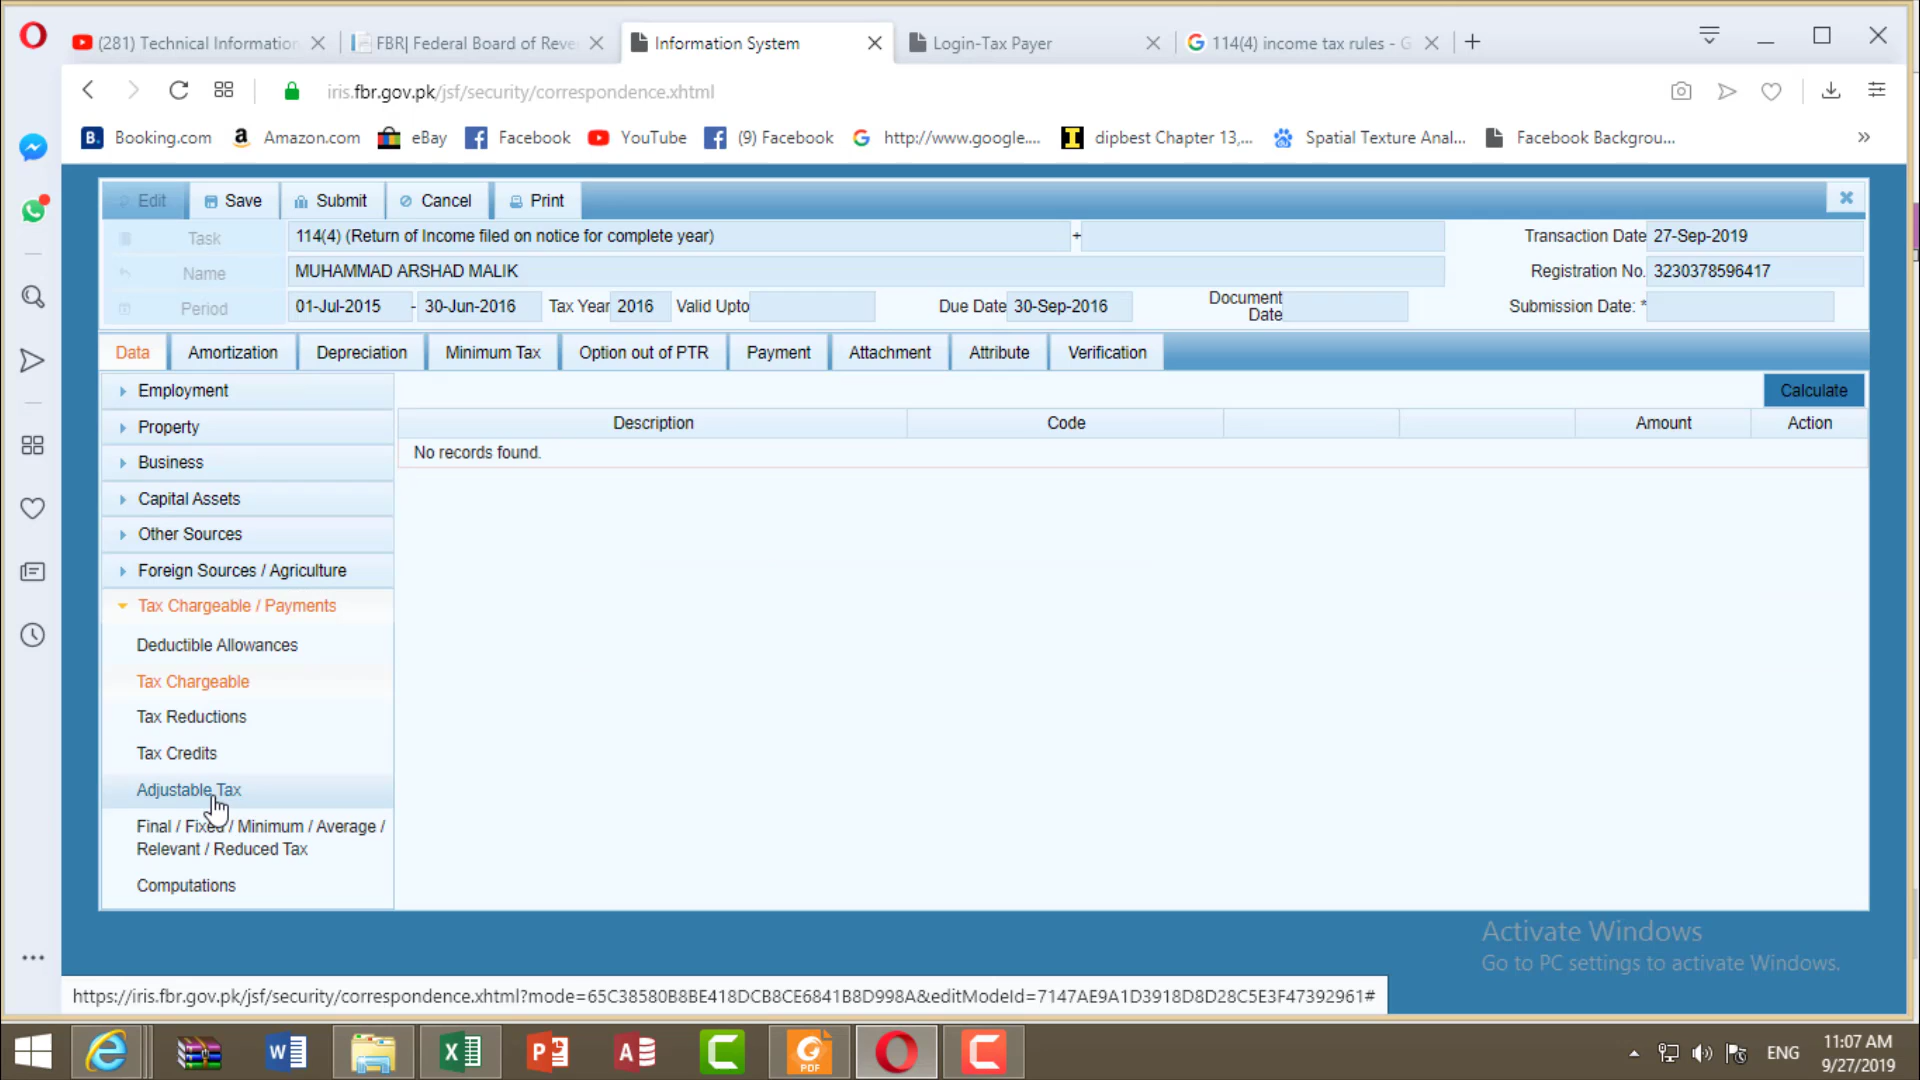 (281) Technical Information
FBR| Federal Board of Reve
Information System
Login-Tax Payer
114(4) income tax rules - G
iris.fbr.gov.pk/jsf/security/correspondence.xhtml
Booking.com
Amazon.com
eBay
Facebook
YouTube
(9) Facebook
http://www.google....
dipbest Chapter 13,...
Spatial Texture Anal...
Facebook Backgrou...
»
Edit
Save
Submit
Cancel
Print
Task
114(4) (Return of Income filed on notice for complete year)
+
Transaction Date 27-Sep-2019
Name
MUHAMMAD ARSHAD MALIK
Registration No. 3230378596417
Period
01-Jul-2015 - 30-Jun-2016
Tax Year 2016
Valid Upto
Due Date 30-Sep-2016
Document Date
Submission Date: *
Data
Amortization
Depreciation
Minimum Tax
Option out of PTR
Payment
Attachment
Attribute
Verification
Employment
Property
Business
Capital Assets
Other Sources
Foreign Sources / Agriculture
Tax Chargeable / Payments
Deductible Allowances
Tax Chargeable
Tax Reductions
Tax Credits
Adjustable Tax
Final / Fixed / Minimum / Average /
Relevant / Reduced Tax
Computations
Calculate
Description
Code
Amount
Action
No records found.
Activate Windows
Go to PC settings to activate Windows.
https://iris.fbr.gov.pk/jsf/security/correspondence.xhtml?mode=65C38580B8BE418DCB8CE6841B8D998A&editModeId=7147AE9A1D3918D8D28C5E3F47392961#
ENG
11:07 AM
9/27/2019